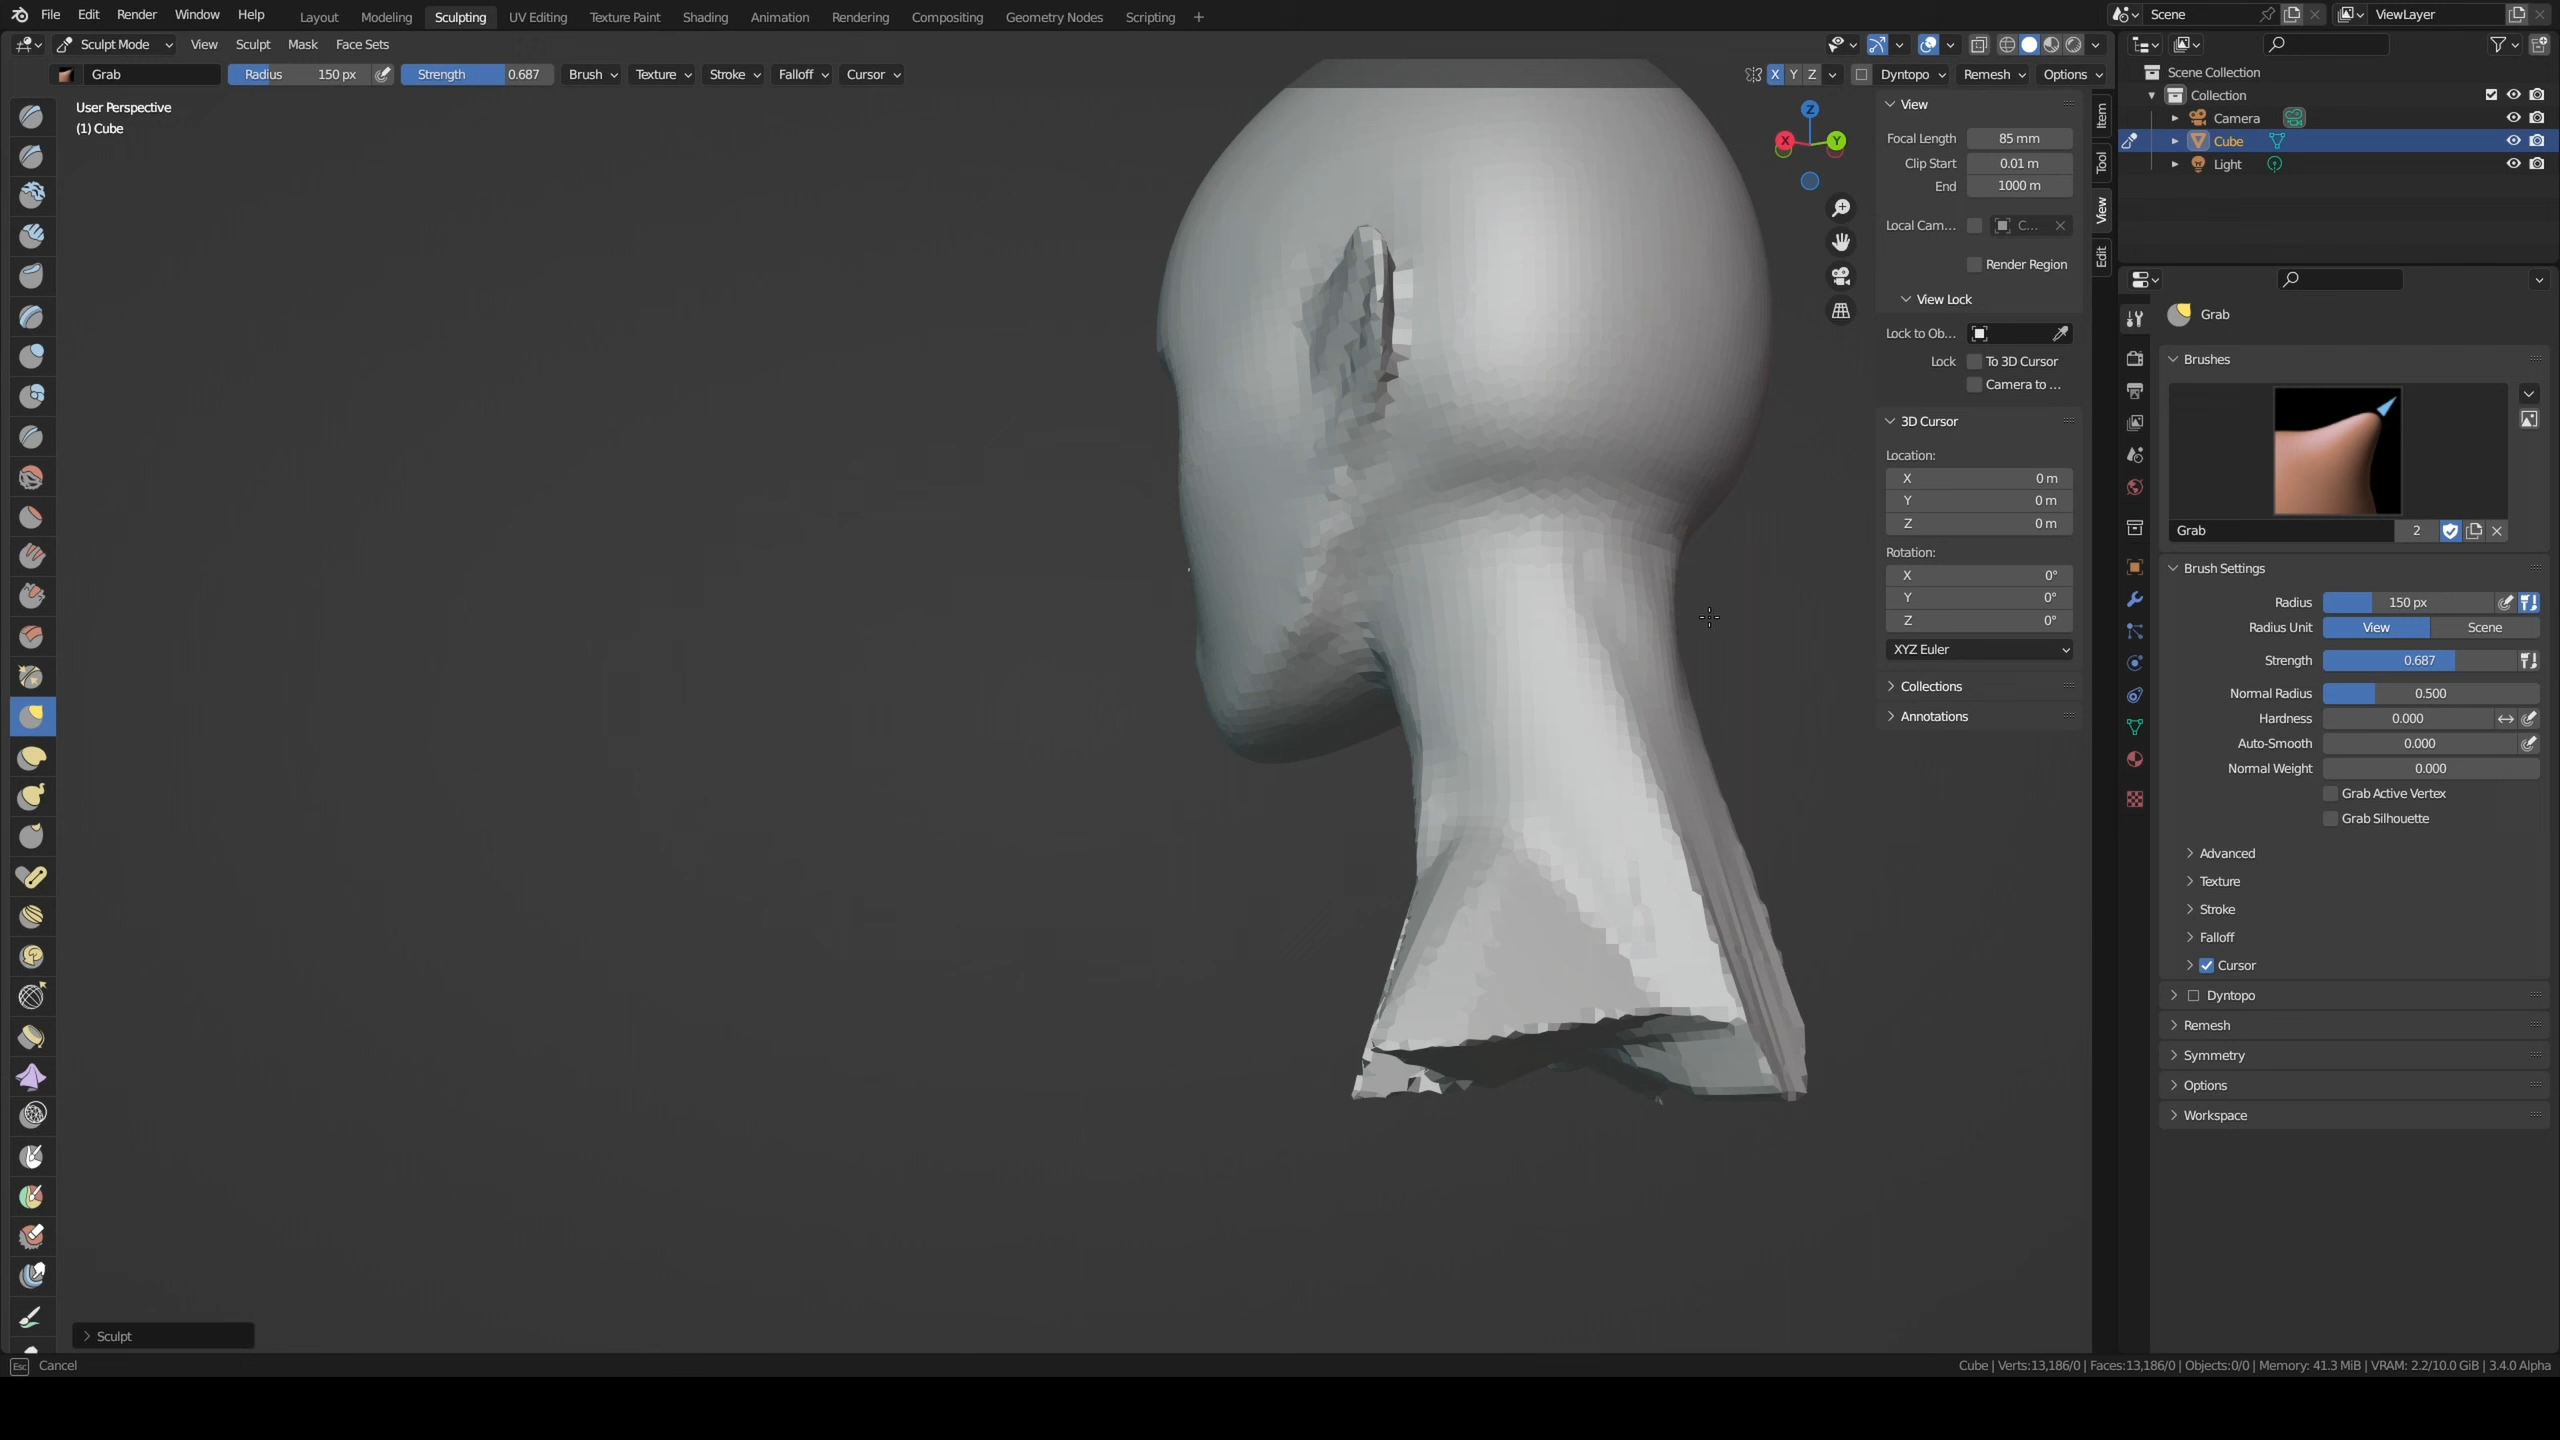 File Edit Render Window Help Layout Modeling Sculpting UV Editing Texture Paint Shading Animation Rendering Compositing Geometry Nodes Scripting + Scene ViewLayer
Sculpt Mode View Sculpt Mask Face Sets
Grab Radius 150 px Strength 0.687 Brush Texture Stroke Falloff Cursor X Y Z Dyntopo Remesh Options
User Perspective
(1) Cube
Z
X Y
View
Focal Length 85 mm
Clip Start 0.01 m
End 1000 m
Local Cam... C...
Render Region
View Lock
Lock to Ob...
Lock To 3D Cursor
Camera to ...
3D Cursor
Location:
X 0 m
Y 0 m
Z 0 m
Rotation:
X 0°
Y 0°
Z 0°
XYZ Euler
Collections
Annotations
Item
Tool
View
Edit
Scene Collection
Collection
Camera
Cube
Light
Grab
Brushes
Grab 2
Brush Settings
Radius 150 px
Radius Unit View Scene
Strength 0.687
Normal Radius 0.500
Hardness 0.000
Auto-Smooth 0.000
Normal Weight 0.000
Grab Active Vertex
Grab Silhouette
Advanced
Texture
Stroke
Falloff
Cursor
Dyntopo
Remesh
Symmetry
Options
Workspace
Sculpt
Esc Cancel
Cube | Verts:13,186/0 | Faces:13,186/0 | Objects:0/0 | Memory: 41.3 MiB | VRAM: 2.2/10.0 GiB | 3.4.0 Alpha